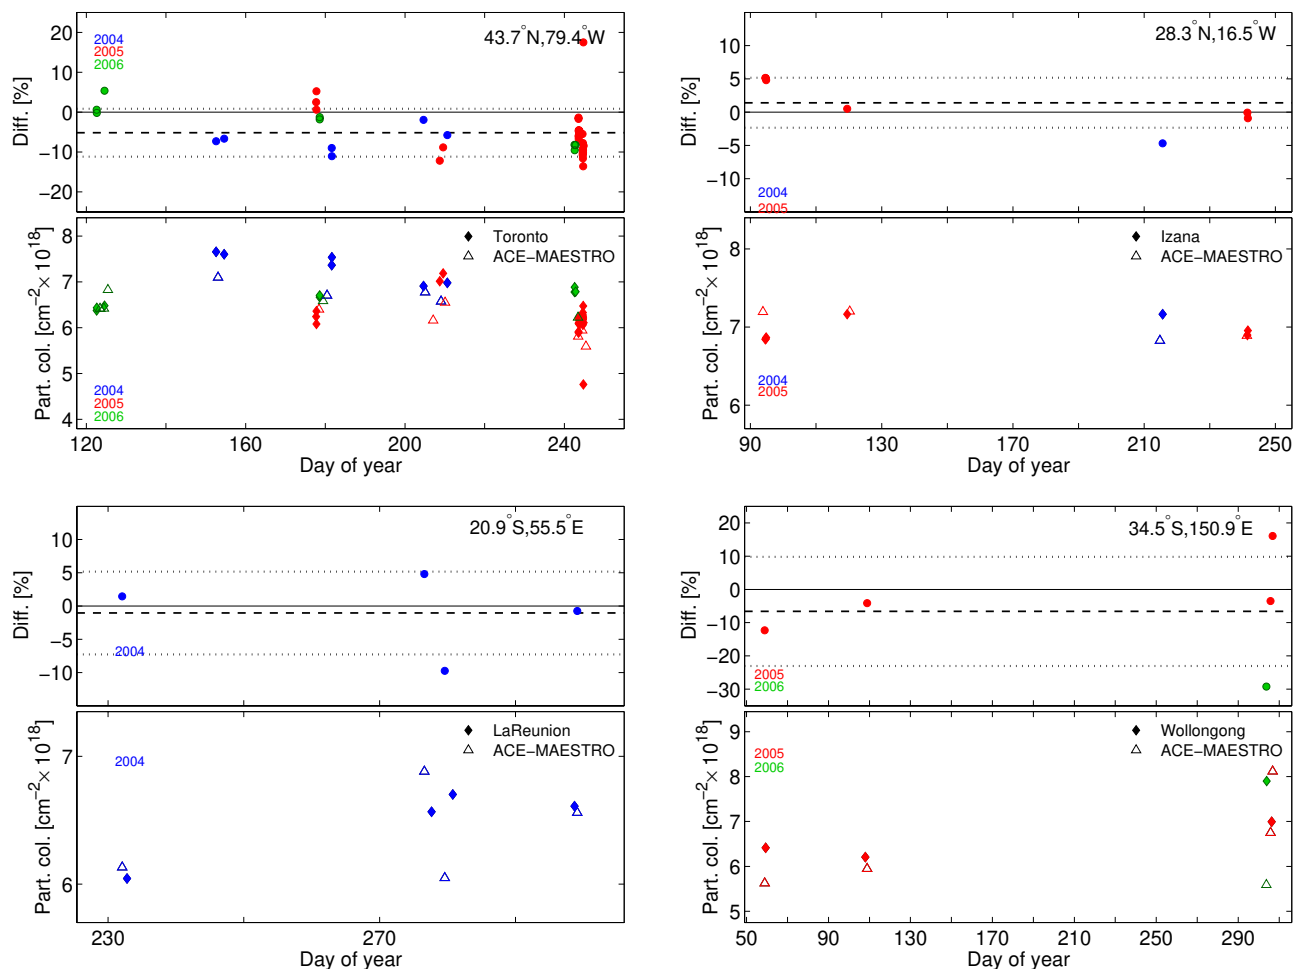 43.7°N,79.4°W
2004
2005
2006
20
10
0
−10
−20
Diff. [%]
Toronto
ACE−MAESTRO
2004
2005
2006
8
7
6
5
4
Part. col. [cm⁻²× 10¹⁸]
120 160 200 240
Day of year
28.3°N,16.5°W
2004
2005
10
5
0
−5
−10
Diff. [%]
Izana
ACE−MAESTRO
2004
2005
8
7
6
Part. col. [cm⁻²× 10¹⁸]
90 130 170 210 250
Day of year
20.9°S,55.5°E
2004
10
5
0
−5
−10
Diff. [%]
LaReunion
ACE−MAESTRO
2004
7
6
Part. col. [cm⁻²× 10¹⁸]
230 270
Day of year
34.5°S,150.9°E
2005
2006
20
10
0
−10
−20
−30
Diff. [%]
Wollongong
ACE−MAESTRO
2005
2006
9
8
7
6
5
Part. col. [cm⁻²× 10¹⁸]
50 90 130 170 210 250 290
Day of year